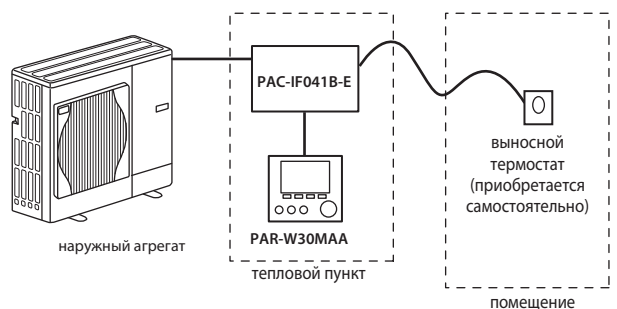 PAC-IF041B-E
выносной
термостат
(приобретается
самостоятельно)
PAR-W30MAA
наружный агрегат
тепловой пункт
помещение